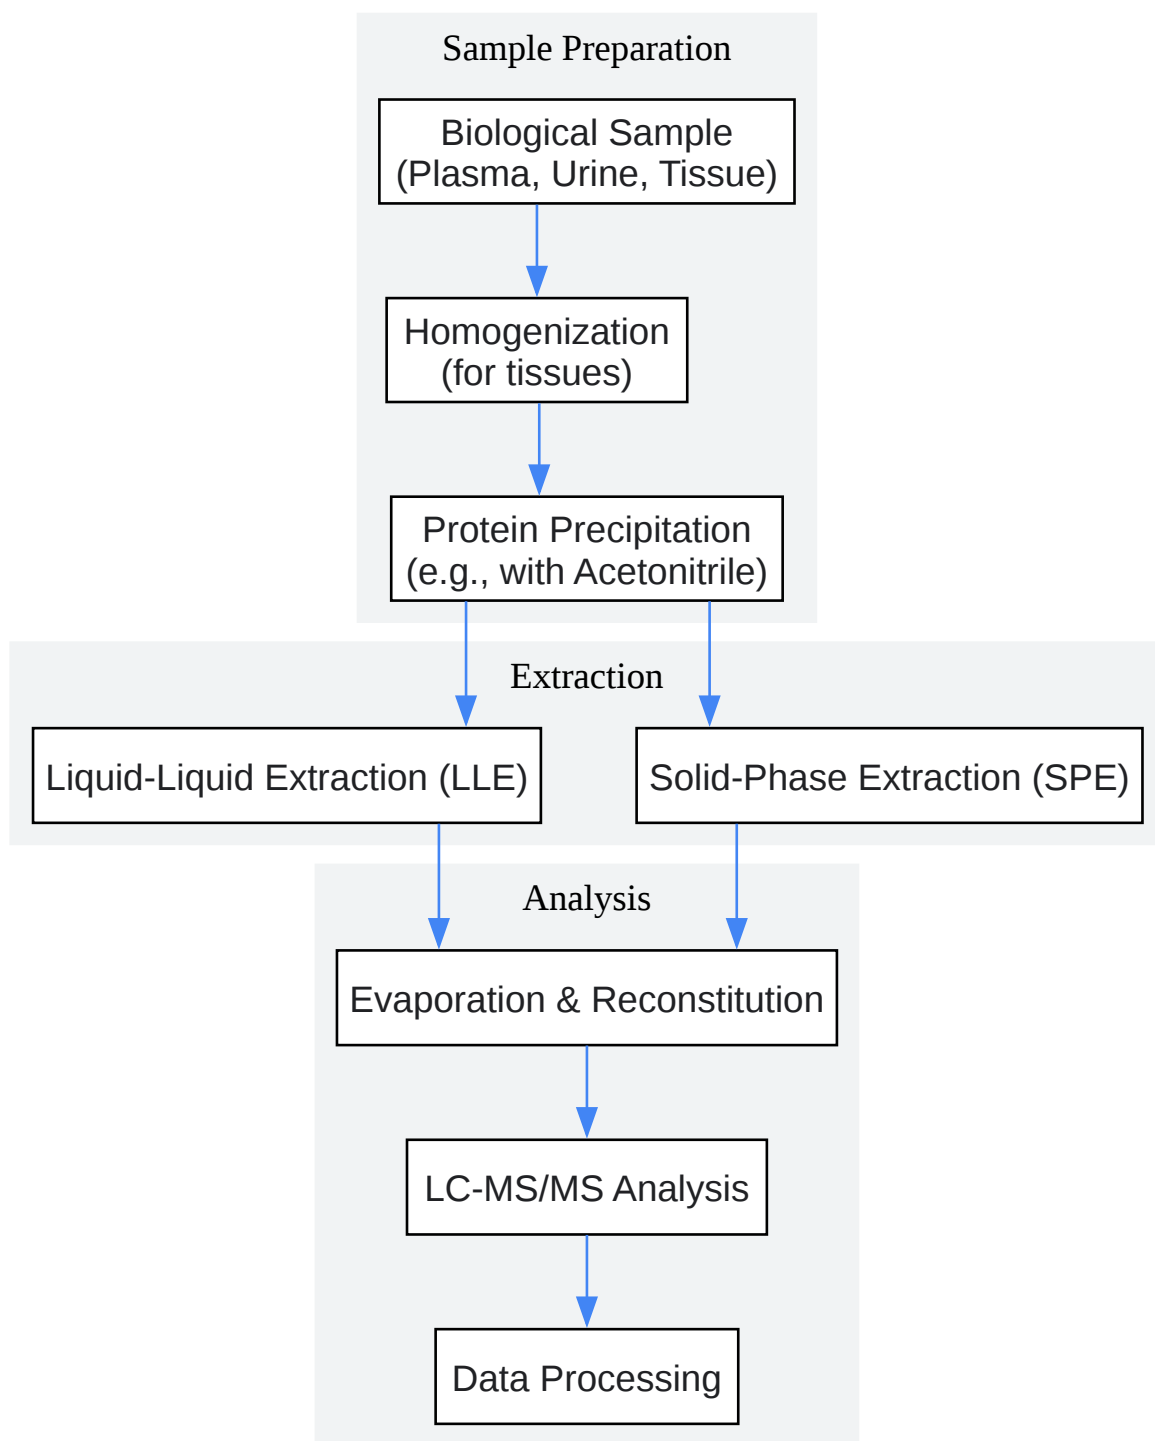 Sample Preparation
Biological Sample
(Plasma, Urine, Tissue)
Homogenization
(for tissues)
Protein Precipitation
(e.g., with Acetonitrile)
Extraction
Liquid-Liquid Extraction (LLE)
Solid-Phase Extraction (SPE)
Analysis
Evaporation & Reconstitution
LC-MS/MS Analysis
Data Processing